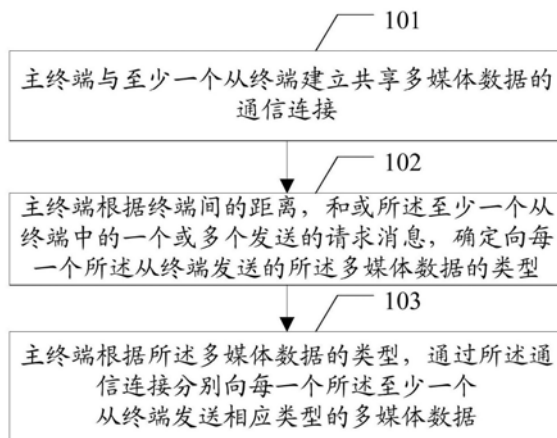 101
主终端与至少一个从终端建立共享多媒体数据的
通信连接
102
主终端根据终端间的距离，和或所述至少一个从
终端中的一个或多个发送的请求消息，确定向每
一个所述从终端发送的所述多媒体数据的类型
103
主终端根据所述多媒体数据的类型，通过所述通
信连接分别向每一个所述至少一个
从终端发送相应类型的多媒体数据